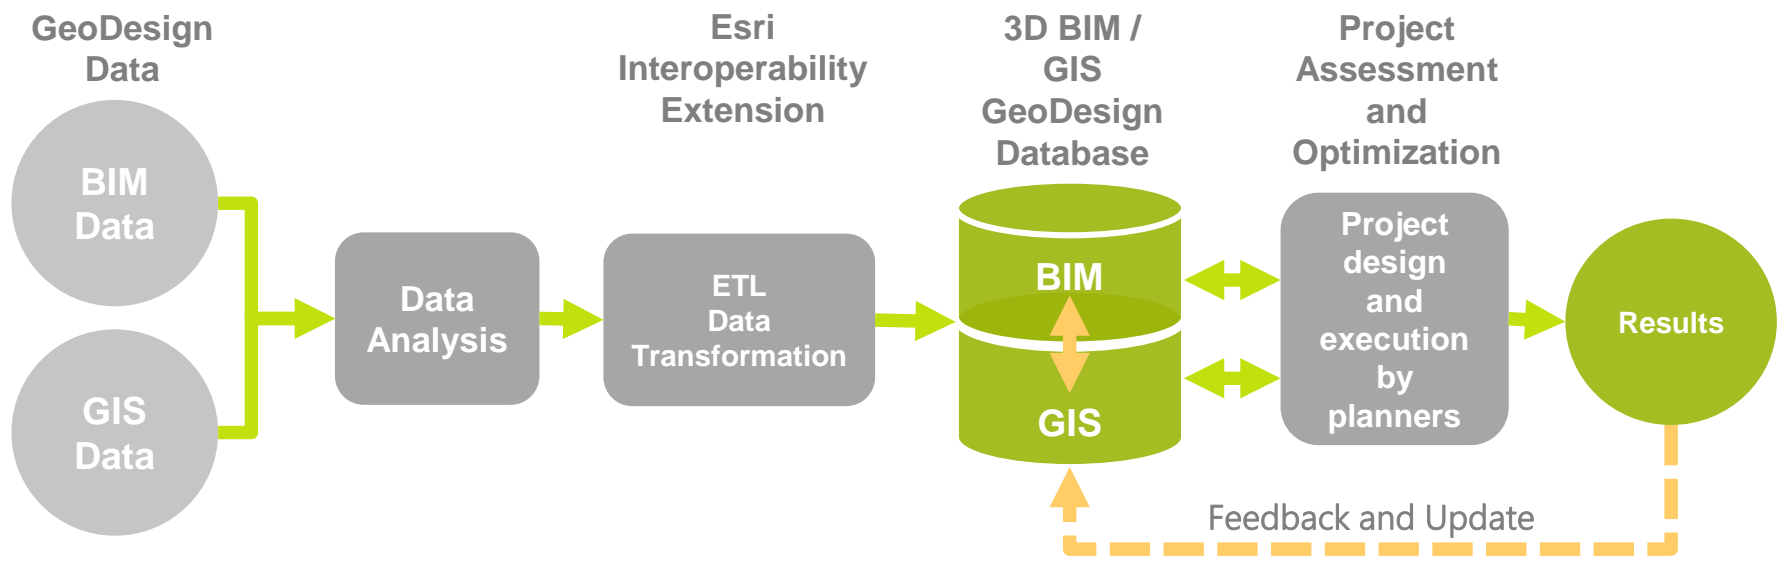 GeoDesign
Data
Esri
Interoperability
Extension
3D BIM /
GIS
GeoDesign
Database
Project
Assessment
and
Optimization
BIM
Data
GIS
Data
Data
Analysis
ETL
Data
Transformation
BIM
GIS
Project
design
and
execution
by
planners
Results
Feedback and Update